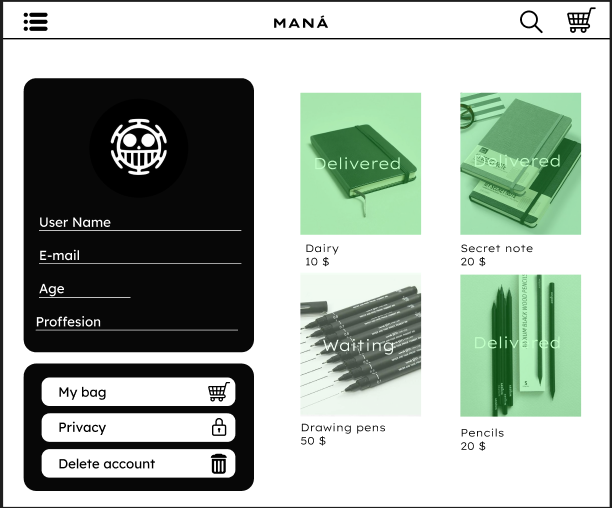 MANÁ
User Name
E-mail
Age
Proffesion
My bag
Privacy
Delete account
Delivered
Dairy
10 $
Delivered
Secret note
20 $
Waiting
Drawing pens
50 $
Delivered
Pencils
20 $